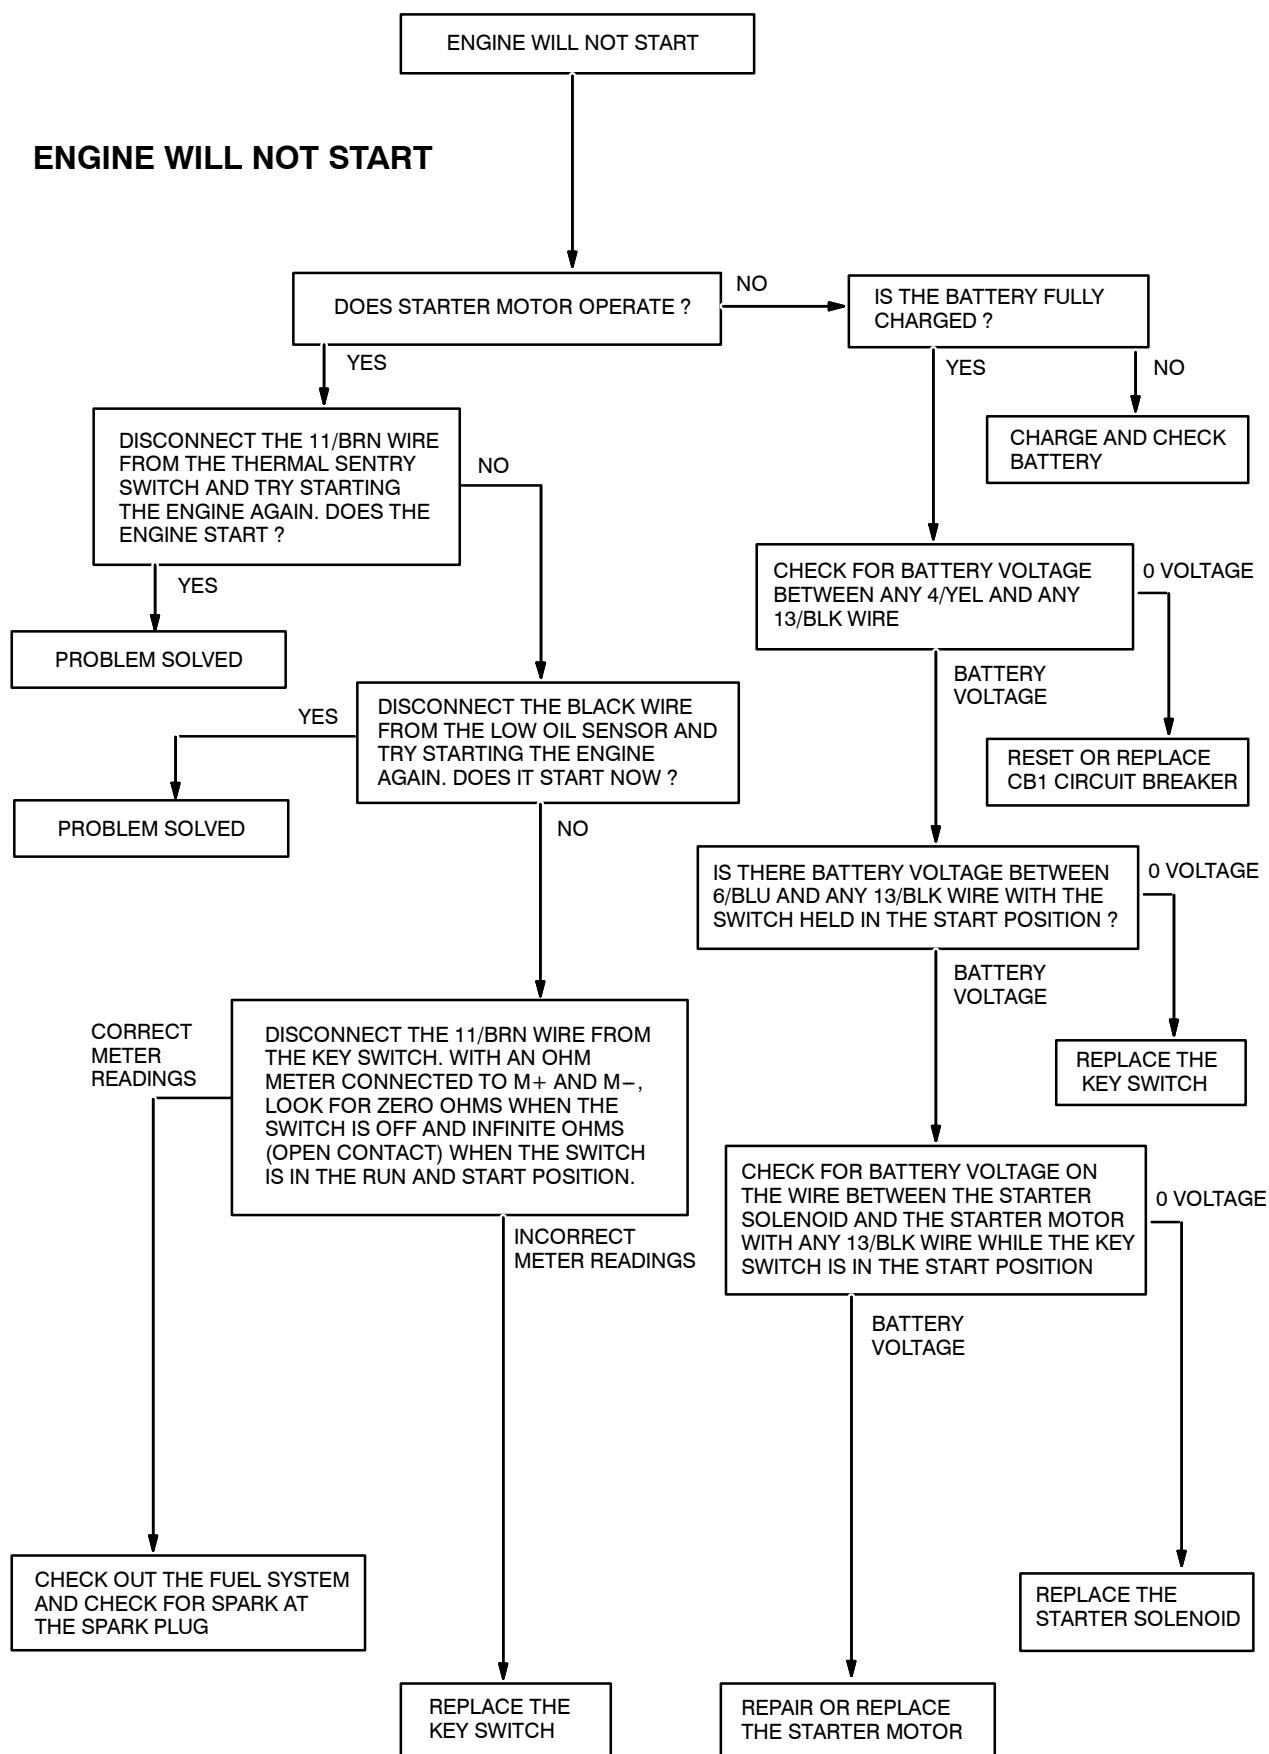 ENGINE WILL NOT START
ENGINE WILL NOT START
DOES STARTER MOTOR OPERATE ?
NO
IS THE BATTERY FULLY
CHARGED ?
YES
YES
NO
DISCONNECT THE 11/BRN WIRE
FROM THE THERMAL SENTRY
SWITCH AND TRY STARTING
THE ENGINE AGAIN. DOES THE
ENGINE START ?
NO
CHARGE AND CHECK
BATTERY
YES
PROBLEM SOLVED
CHECK FOR BATTERY VOLTAGE
BETWEEN ANY 4/YEL AND ANY
13/BLK WIRE
0 VOLTAGE
BATTERY
VOLTAGE
DISCONNECT THE BLACK WIRE
FROM THE LOW OIL SENSOR AND
TRY STARTING THE ENGINE
AGAIN. DOES IT START NOW ?
YES
PROBLEM SOLVED
NO
RESET OR REPLACE
CB1 CIRCUIT BREAKER
IS THERE BATTERY VOLTAGE BETWEEN
6/BLU AND ANY 13/BLK WIRE WITH THE
SWITCH HELD IN THE START POSITION ?
0 VOLTAGE
BATTERY
VOLTAGE
REPLACE THE
KEY SWITCH
CORRECT
METER
READINGS
DISCONNECT THE 11/BRN WIRE FROM
THE KEY SWITCH. WITH AN OHM
METER CONNECTED TO M+ AND M−,
LOOK FOR ZERO OHMS WHEN THE
SWITCH IS OFF AND INFINITE OHMS
(OPEN CONTACT) WHEN THE SWITCH
IS IN THE RUN AND START POSITION.
INCORRECT
METER READINGS
CHECK FOR BATTERY VOLTAGE ON
THE WIRE BETWEEN THE STARTER
SOLENOID AND THE STARTER MOTOR
WITH ANY 13/BLK WIRE WHILE THE KEY
SWITCH IS IN THE START POSITION
0 VOLTAGE
BATTERY
VOLTAGE
CHECK OUT THE FUEL SYSTEM
AND CHECK FOR SPARK AT
THE SPARK PLUG
REPLACE THE
STARTER SOLENOID
REPLACE THE
KEY SWITCH
REPAIR OR REPLACE
THE STARTER MOTOR